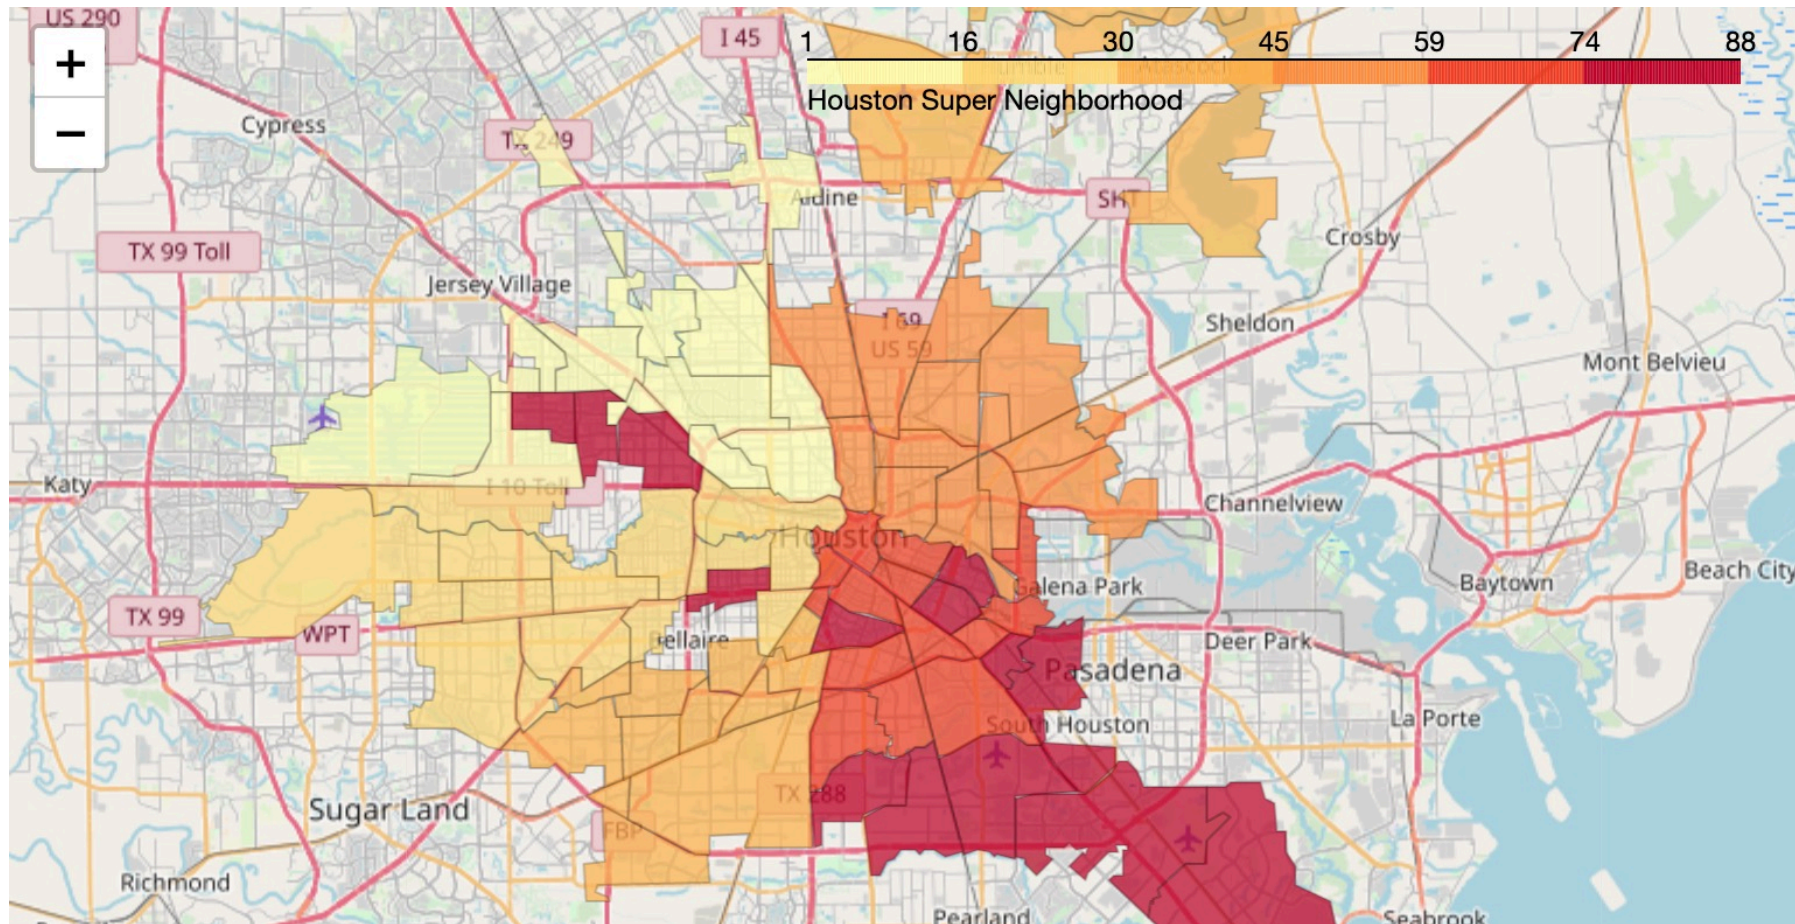 US 290
I 45
1 16 30 45 59 74 88
Humble
Atascocita
Houston Super Neighborhood
+
−
Cypress
TX 249
Aldine
SHT
Crosby
TX 99 Toll
Jersey Village
I 69
US 59
Sheldon
Mont Belvieu
Katy
I 10 Toll
Channelview
Houston
Galena Park
Baytown
Beach City
TX 99
WPT
Bellaire
Deer Park
Pasadena
South Houston
La Porte
TX 288
Sugar Land
FBP
Richmond
Pearland
Seabrook